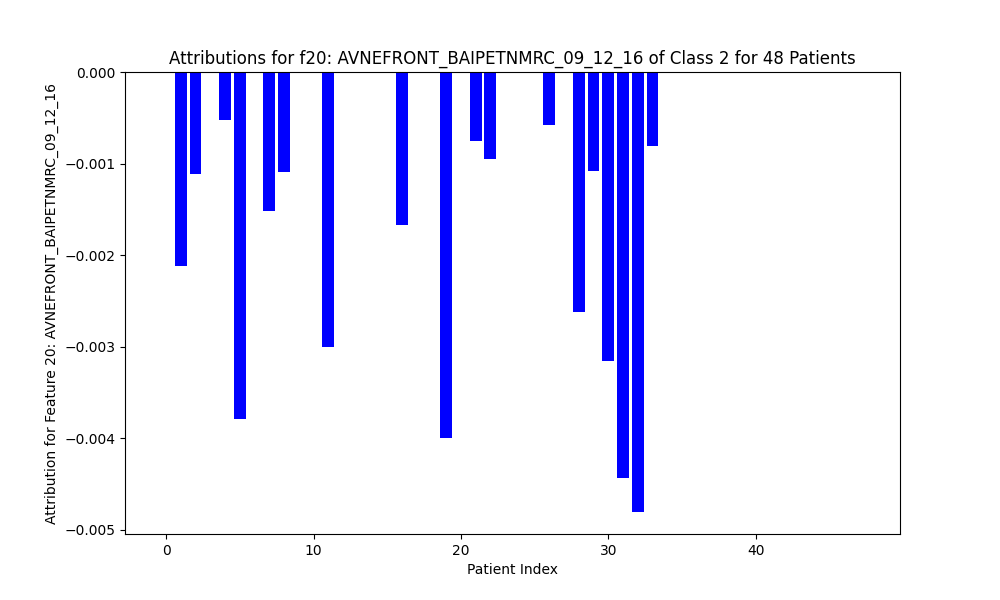 Attributions for f20: AVNEFRONT_BAIPETNMRC_09_12_16 of Class 2 for 48 Patients
Attribution for Feature 20: AVNEFRONT_BAIPETNMRC_09_12_16
0.000
−0.001
−0.002
−0.003
−0.004
−0.005
0 10 20 30 40
Patient Index